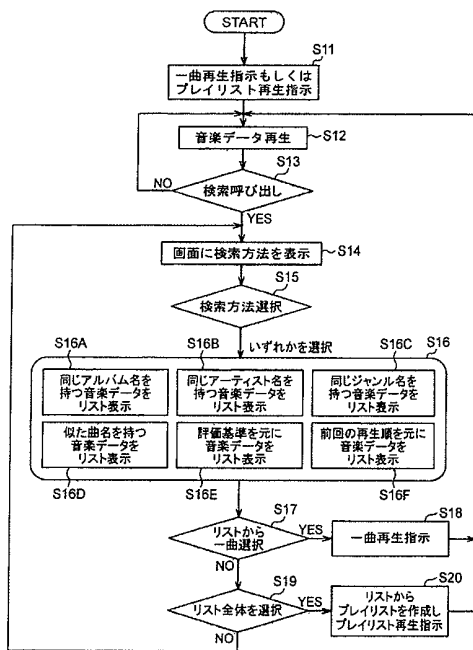 START
S11
一曲再生指示もしくは
プレイリスト再生指示
音楽データ再生
S12
S13
検索呼び出し
NO
YES
画面に検索方法を表示
S14
S15
検索方法選択
いずれかを選択
S16
S16A
S16B
S16C
同じアルバム名を
持つ音楽データを
リスト表示
同じアーティスト名を
持つ音楽データを
リスト表示
同じジャンル名を
持つ音楽データを
リスト表示
似た曲名を持つ
音楽データを
リスト表示
評価基準を元に
音楽データを
リスト表示
前回の再生順を元に
音楽データを
リスト表示
S16D
S16E
S16F
S17
リストから
一曲選択
YES
NO
S18
一曲再生指示
S19
リスト全体を選択
YES
NO
S20
リストから
プレイリストを作成し
プレイリスト再生指示